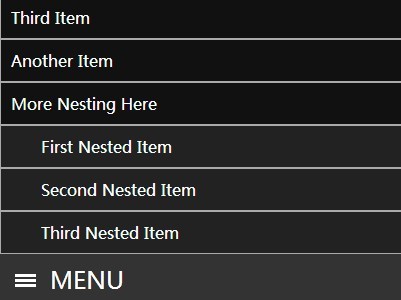 Third Item
Another Item
More Nesting Here
First Nested Item
Second Nested Item
Third Nested Item
MENU